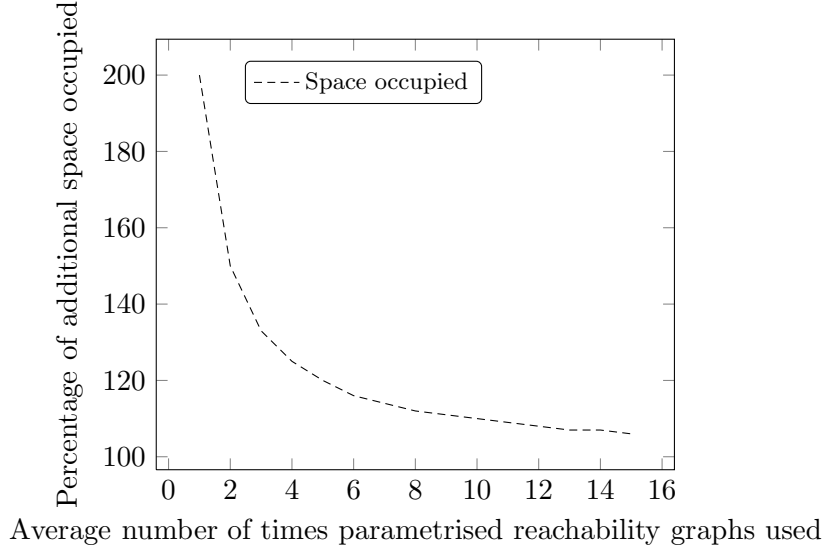 Percentage of additional space occupied
200
180
160
140
120
100
Space occupied
0 2 4 6 8 10 12 14 16
Average number of times parametrised reachability graphs used